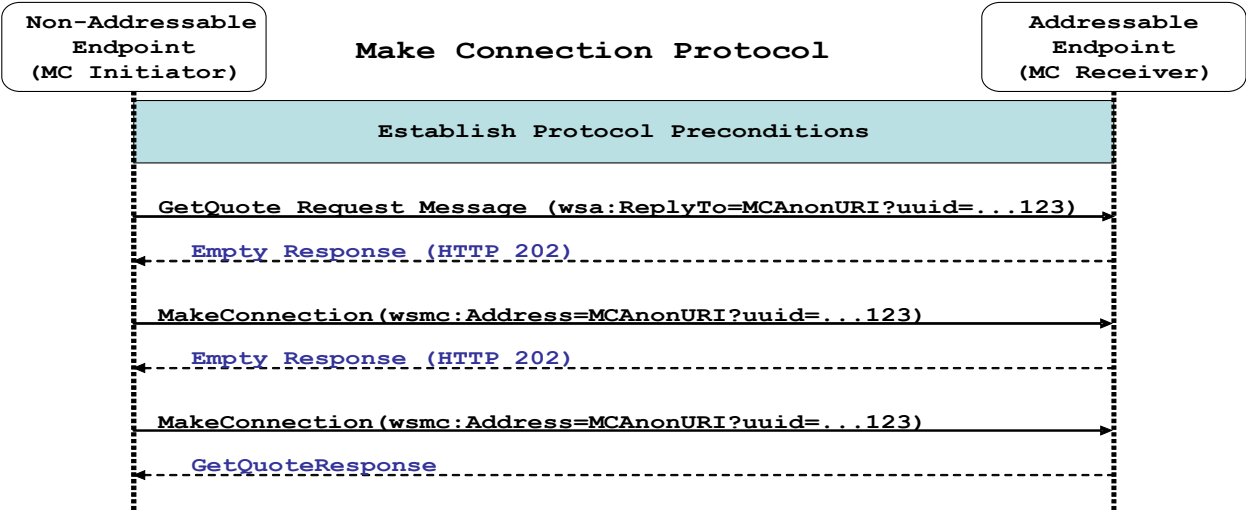 Non-Addressable
Endpoint
(MC Initiator)
Make Connection Protocol
Addressable
Endpoint
(MC Receiver)
Establish Protocol Preconditions
GetQuote Request Message (wsa:ReplyTo=MCAnonURI?uuid=...123)
Empty Response (HTTP 202)
MakeConnection(wsmc:Address=MCAnonURI?uuid=...123)
Empty Response (HTTP 202)
MakeConnection(wsmc:Address=MCAnonURI?uuid=...123)
GetQuoteResponse